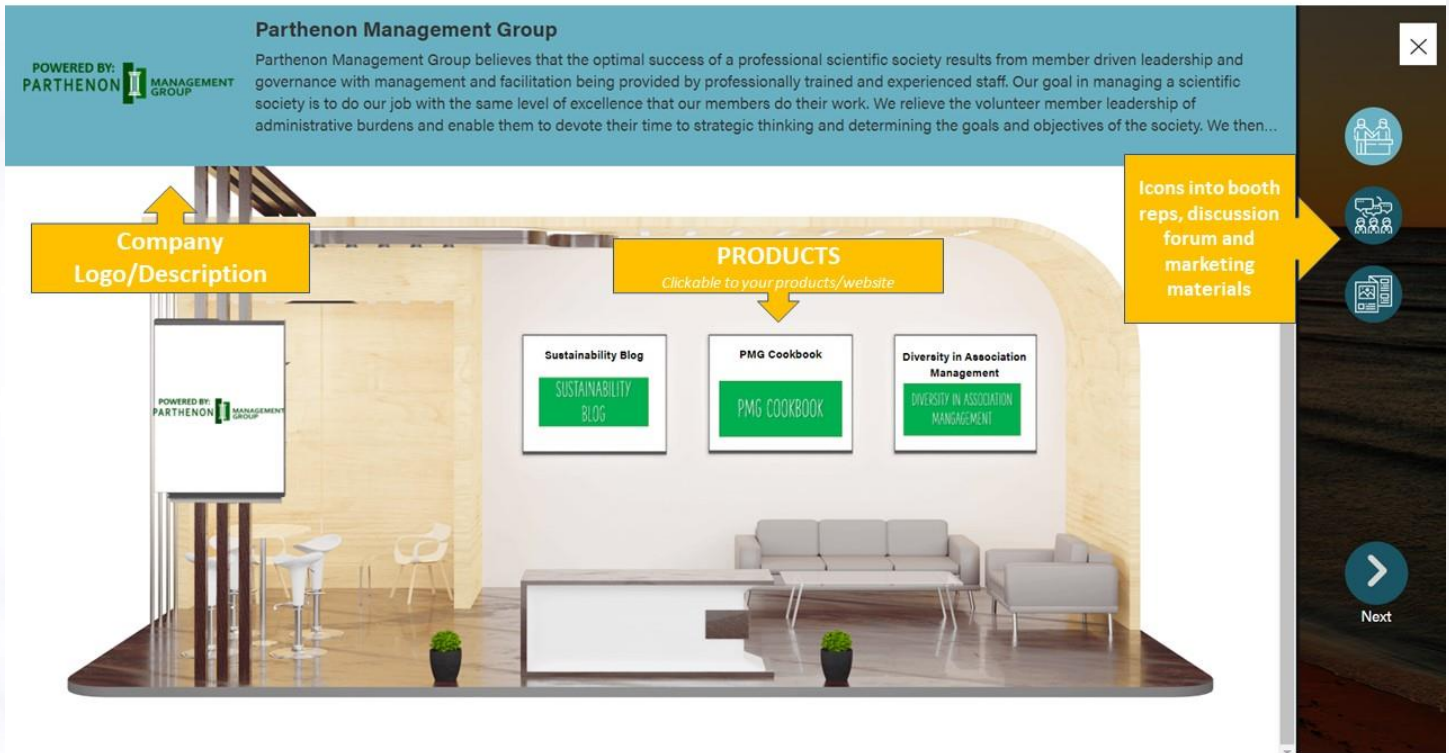 Parthenon Management Group
POWERED BY:
PARTHENON MANAGEMENT
GROUP
Parthenon Management Group believes that the optimal success of a professional scientific society results from member driven leadership and
governance with management and facilitation being provided by professionally trained and experienced staff. Our goal in managing a scientific
society is to do our job with the same level of excellence that our members do their work. We relieve the volunteer member leadership of
administrative burdens and enable them to devote their time to strategic thinking and determining the goals and objectives of the society. We then...
Icons into booth
reps, discussion
forum and
marketing
materials
Company
Logo/Description
PRODUCTS
Clickable to your products/website
POWERED BY:
PARTHENON MANAGEMENT
GROUP
Sustainability Blog
SUSTAINABILITY
BLOG
PMG Cookbook
PMG COOKBOOK
Diversity in Association
Management
DIVERSITY IN ASSOCIATION
MANGAGEMENT
Next